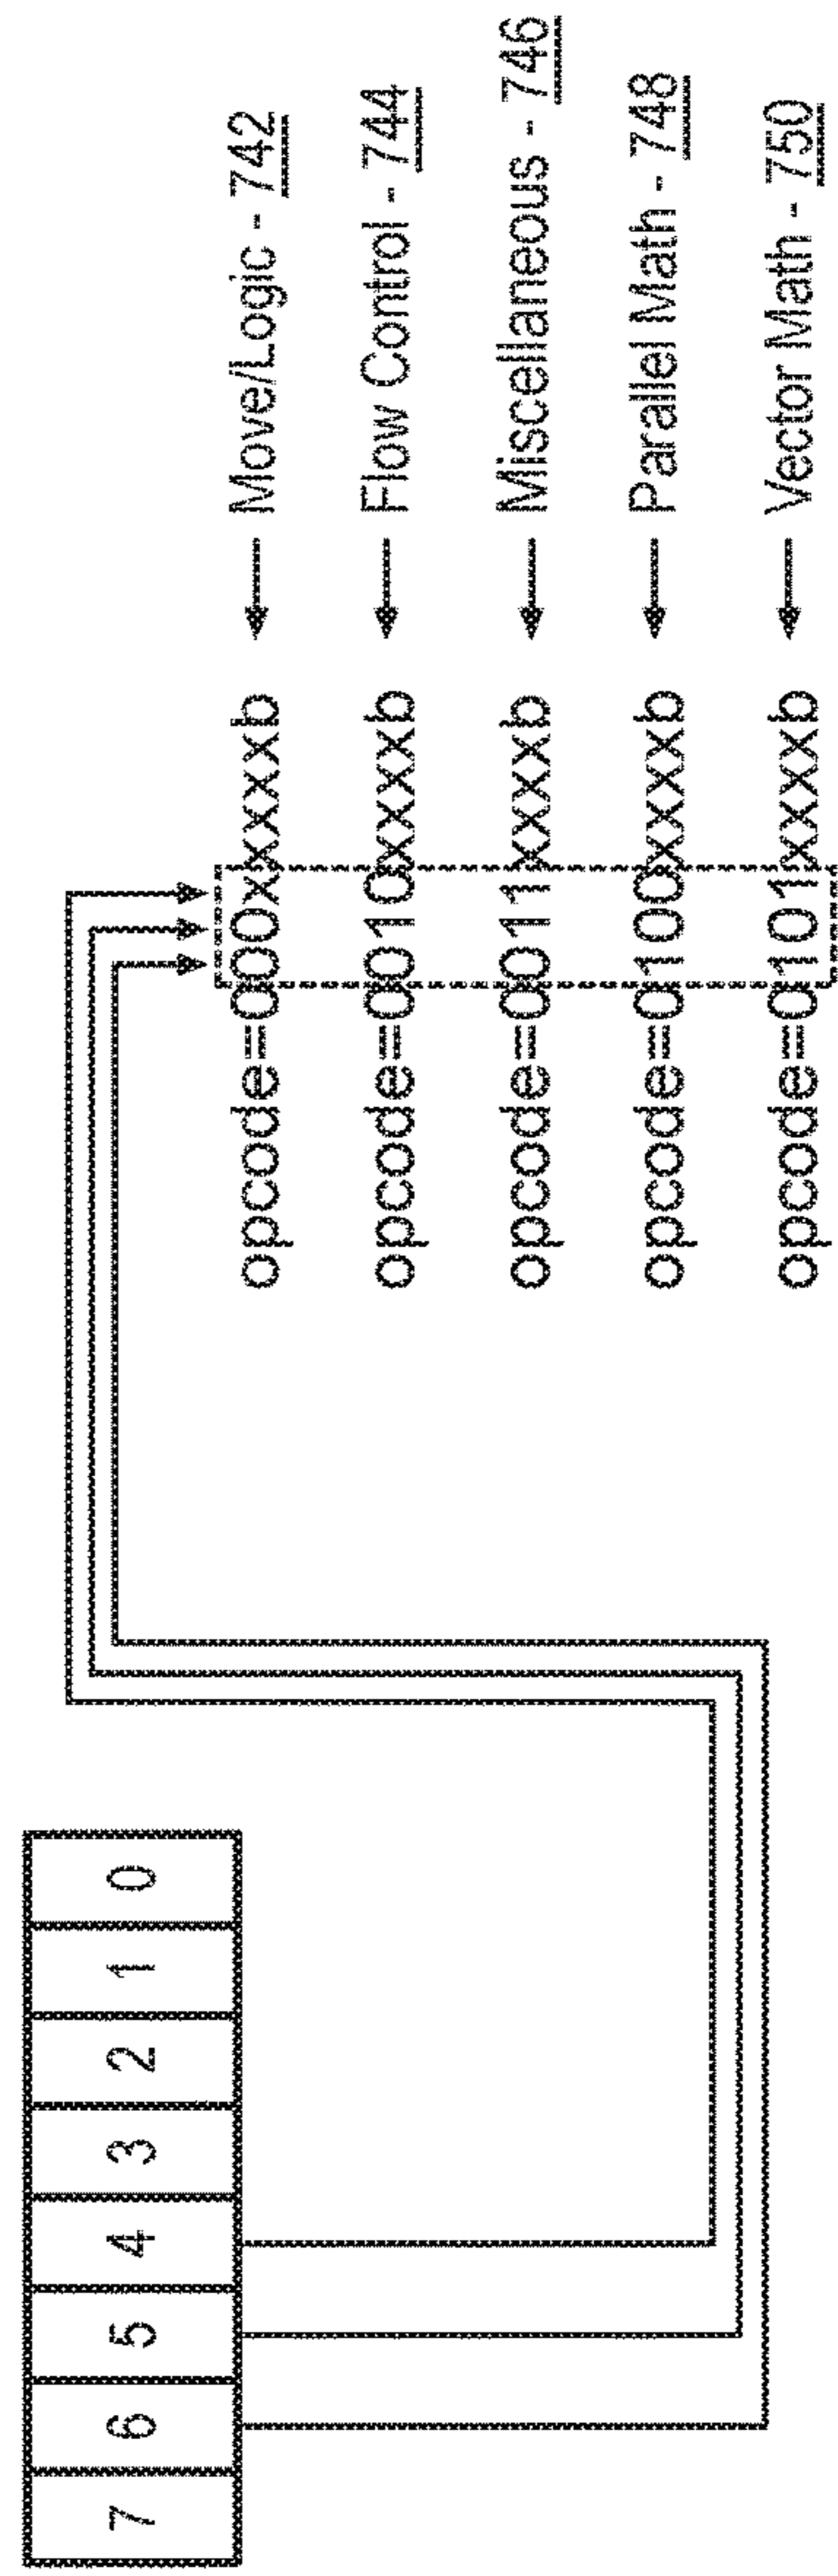 7 6 5 4 3 2 1 0
opcode=000xxxxxb ← Move/Logic - 742
opcode=0010xxxxb ← Flow Control - 744
opcode=0011xxxxb ← Miscellaneous - 746
opcode=0100xxxxb ← Parallel Math - 748
opcode=0101xxxxb ← Vector Math - 750